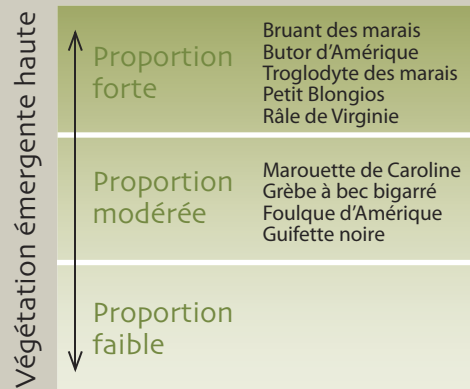 Végétation émergente haute
Proportion
forte
Bruant des marais
Butor d’Amérique
Troglodyte des marais
Petit Blongios
Râle de Virginie
Proportion
modérée
Marouette de Caroline
Grèbe à bec bigarré
Foulque d’Amérique
Guifette noire
Proportion
faible